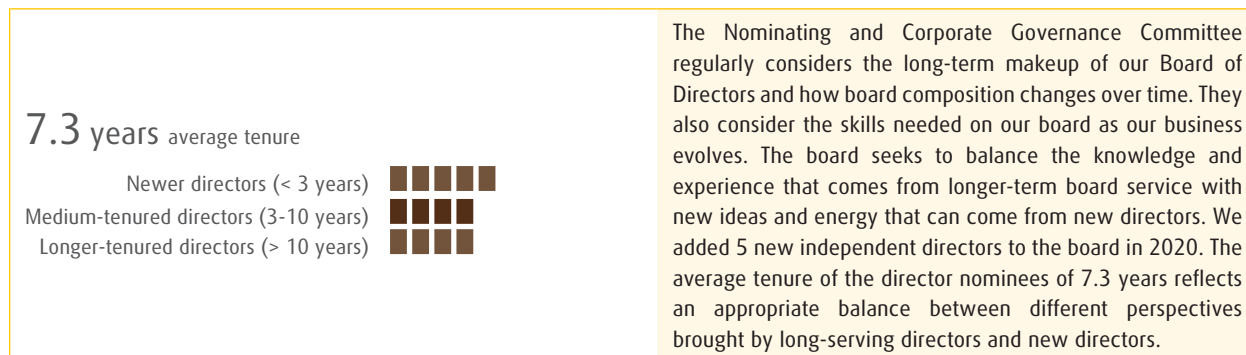 7.3 years average tenure
Newer directors (< 3 years)
Medium-tenured directors (3-10 years)
Longer-tenured directors (> 10 years)
The Nominating and Corporate Governance Committee
regularly considers the long-term makeup of our Board of
Directors and how board composition changes over time. They
also consider the skills needed on our board as our business
evolves. The board seeks to balance the knowledge and
experience that comes from longer-term board service with
new ideas and energy that can come from new directors. We
added 5 new independent directors to the board in 2020. The
average tenure of the director nominees of 7.3 years reflects
an appropriate balance between different perspectives
brought by long-serving directors and new directors.